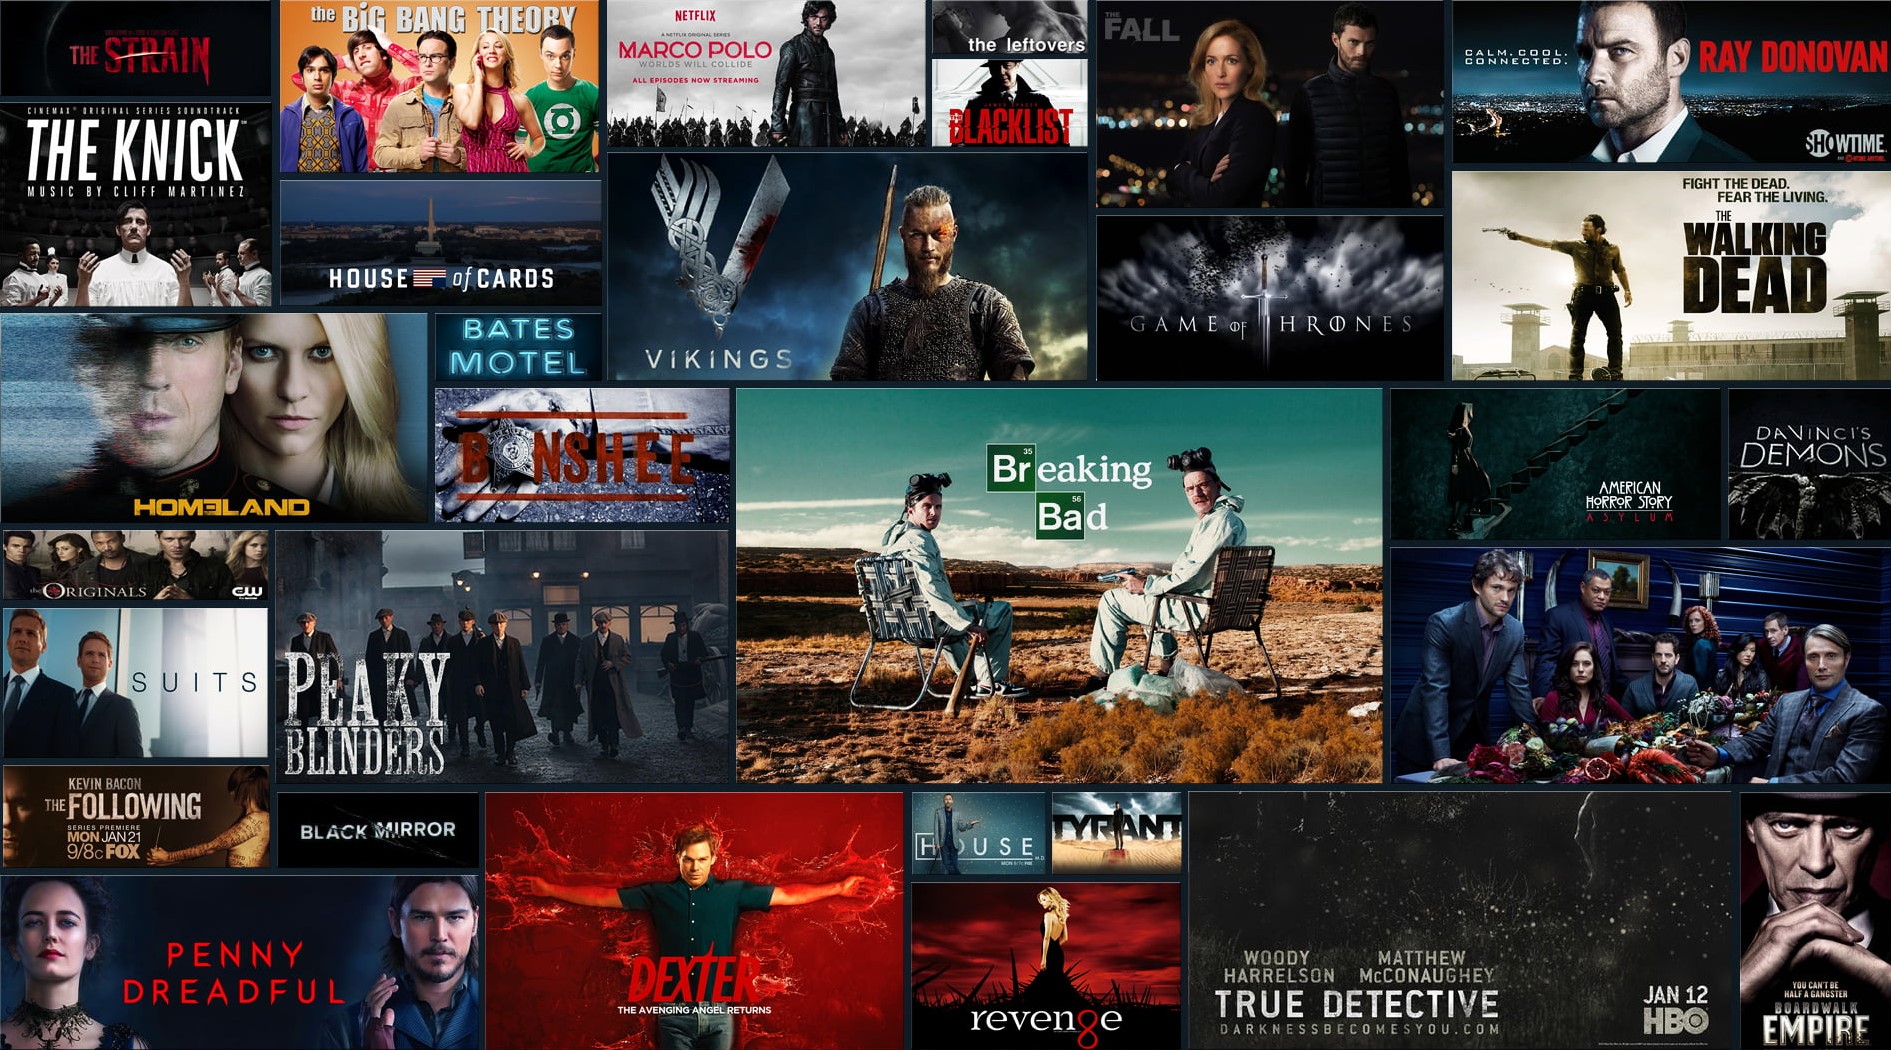 THE STRAIN
the BIG BANG THEORY
NETFLIX
A NETFLIX ORIGINAL SERIES
MARCO POLO
WORLDS WILL COLLIDE
ALL EPISODES NOW STREAMING
the leftovers
THE BLACKLIST
THE
FALL
CALM. COOL.
CONNECTED.
RAY DONOVAN
SHOWTIME
CINEMAX ORIGINAL SERIES SOUNDTRACK
THE KNICK
MUSIC BY CLIFF MARTINEZ
HOUSE of CARDS
VIKINGS
GAME OF THRONES
FIGHT THE DEAD.
FEAR THE LIVING.
THE
WALKING
DEAD
HOMELAND
BATES
MOTEL
BANSHEE
35
Breaking
56
Bad
AMERICAN
HORROR STORY
ASYLUM
DAVINCI'S
DEMONS
the ORIGINALS
CW
SUITS
PEAKY
BLINDERS
KEVIN BACON
THE FOLLOWING
SERIES PREMIERE
MON JAN 21
9/8c FOX
BLACK MIRROR
PENNY
DREADFUL
DEXTER
THE AVENGING ANGEL RETURNS
HOUSE M.D.
TYRANT
revenge
WOODY HARRELSON
MATTHEW McCONAUGHEY
TRUE DETECTIVE
DARKNESSBECOMESYOU.COM
JAN 12
HBO
YOU CAN'T BE
HALF A GANGSTER
BOARDWALK
EMPIRE